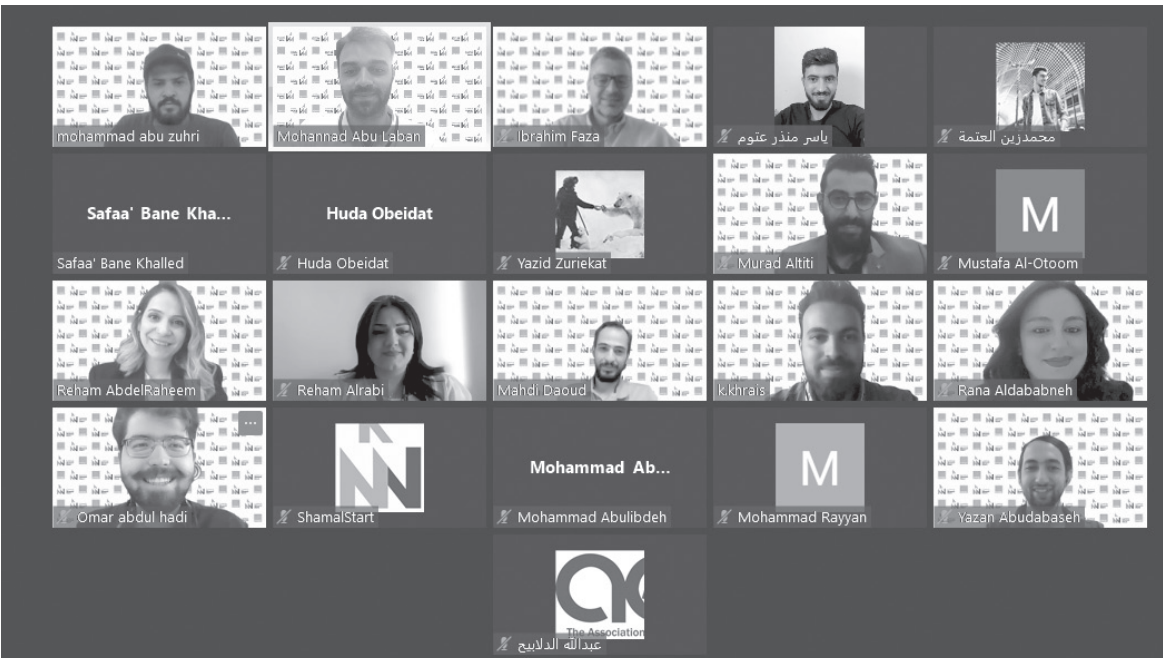 mohammad abu zuhri
Mohannad Abu Laban
Ibrahim Faza
ياسر منذر عتوم
محمدزين العتمة
Safaa' Bane Kha...
Safaa' Bane Khalled
Huda Obeidat
Huda Obeidat
Yazid Zuriekat
Murad Altiti
M
Mustafa Al-Otoom
Reham AbdelRaheem
Reham Alrabi
Mahdi Daoud
k.khrais
Rana Aldababneh
Omar abdul hadi
ShamalStart
Mohammad Ab...
Mohammad Abulibdeh
M
Mohammad Rayyan
Yazan Abudabaseh
The Association
عبدالله الدلابيح